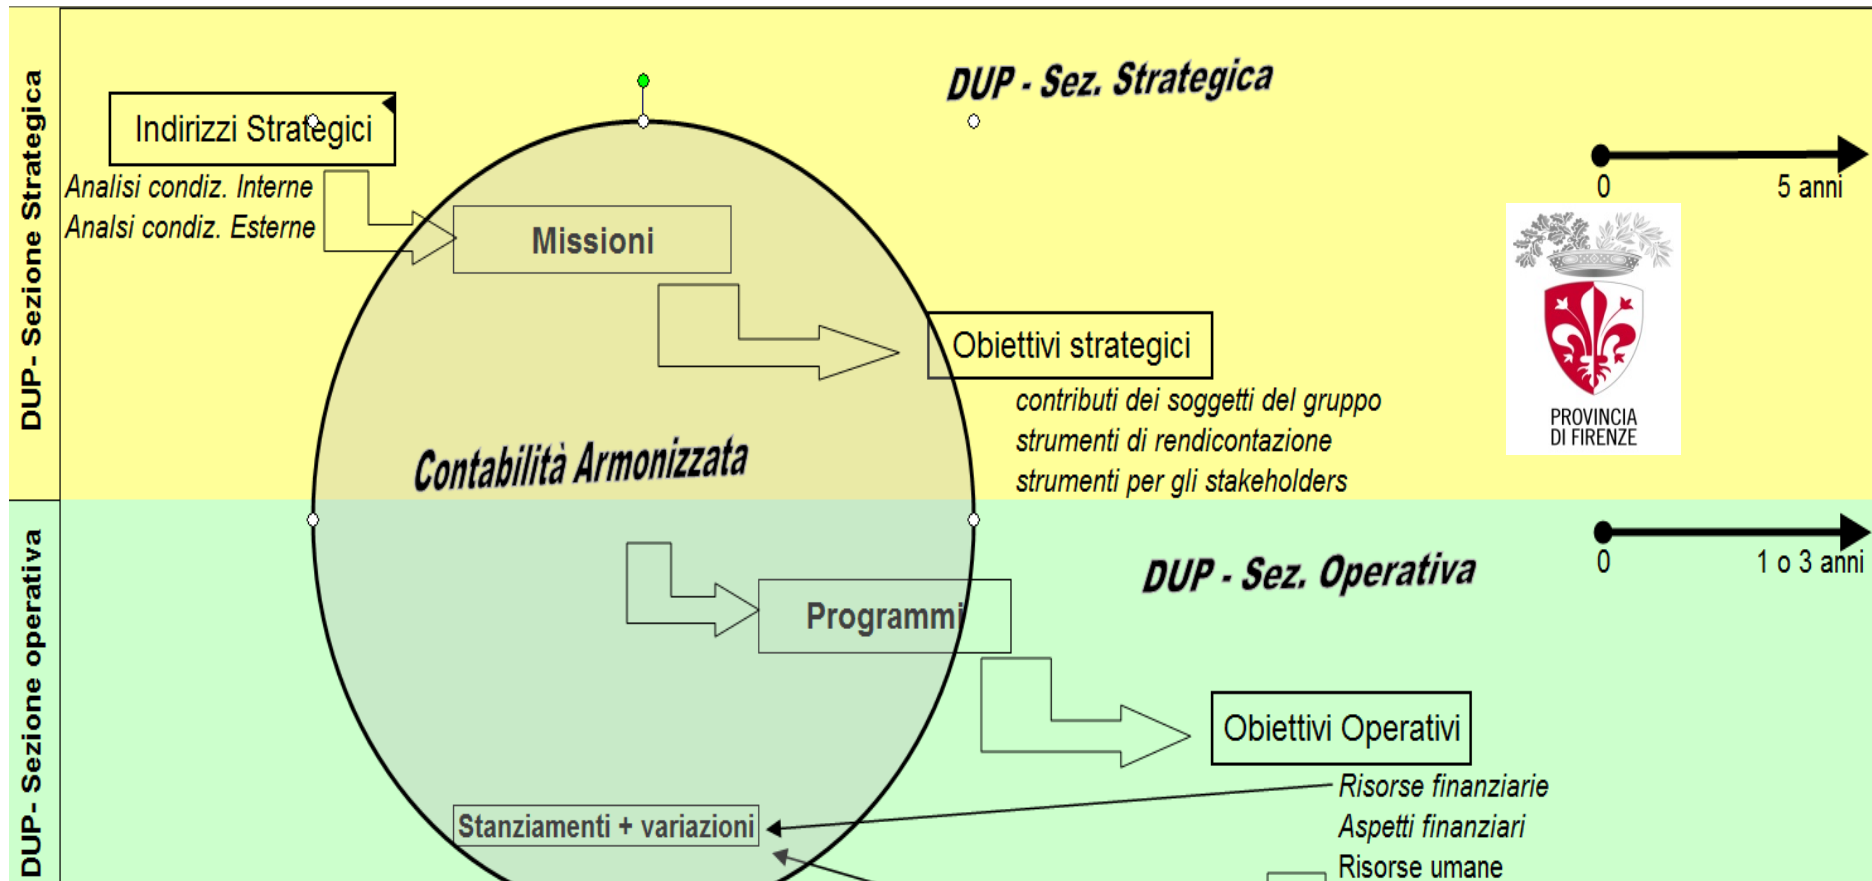 DUP - Sezione Strategica
DUP - Sez. Strategica
Indirizzi Strategici
Analisi condiz. Interne
Analsi condiz. Esterne
0
5 anni
Missioni
Obiettivi strategici
contributi dei soggetti del gruppo
strumenti di rendicontazione
strumenti per gli stakeholders
PROVINCIA
DI FIRENZE
Contabilità Armonizzata
DUP - Sezione operativa
DUP - Sez. Operativa
0
1 o 3 anni
Programmi
Obiettivi Operativi
Risorse finanziarie
Aspetti finanziari
Risorse umane
Stanziamenti + variazioni